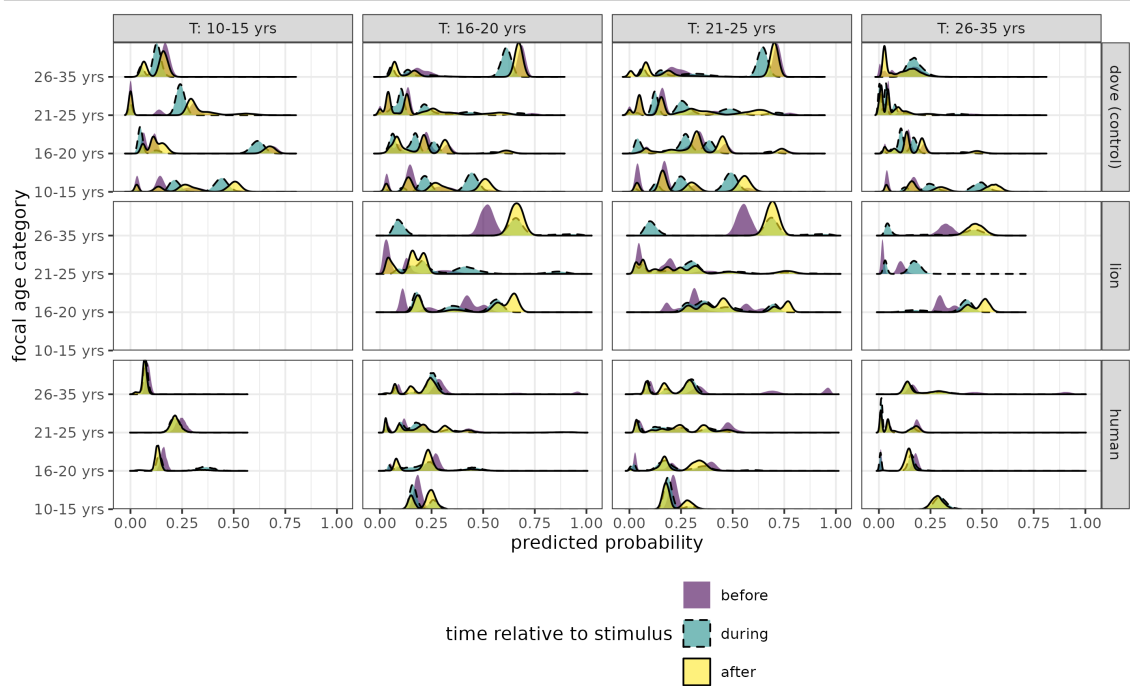 T: 10-15 yrs
T: 16-20 yrs
T: 21-25 yrs
T: 26-35 yrs
focal age category
26-35 yrs
21-25 yrs
16-20 yrs
10-15 yrs
dove (control)
26-35 yrs
21-25 yrs
16-20 yrs
10-15 yrs
lion
26-35 yrs
21-25 yrs
16-20 yrs
10-15 yrs
human
0.00 0.25 0.50 0.75 1.00
0.00 0.25 0.50 0.75 1.00
0.00 0.25 0.50 0.75 1.00
0.00 0.25 0.50 0.75 1.00
predicted probability
time relative to stimulus
before
during
after